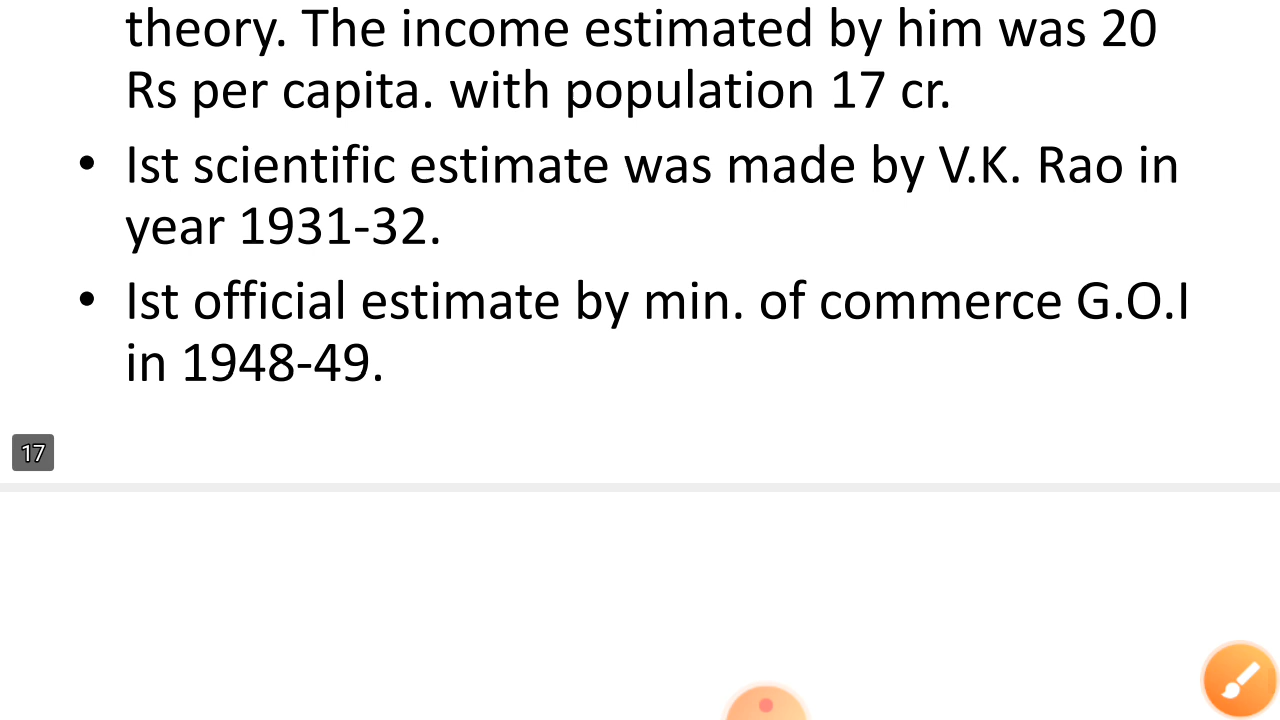 theory. The income estimated by him was 20
Rs per capita. with population 17 cr.
• Ist scientific estimate was made by V.K. Rao in
year 1931-32.
• Ist official estimate by min. of commerce G.O.I
in 1948-49.
17